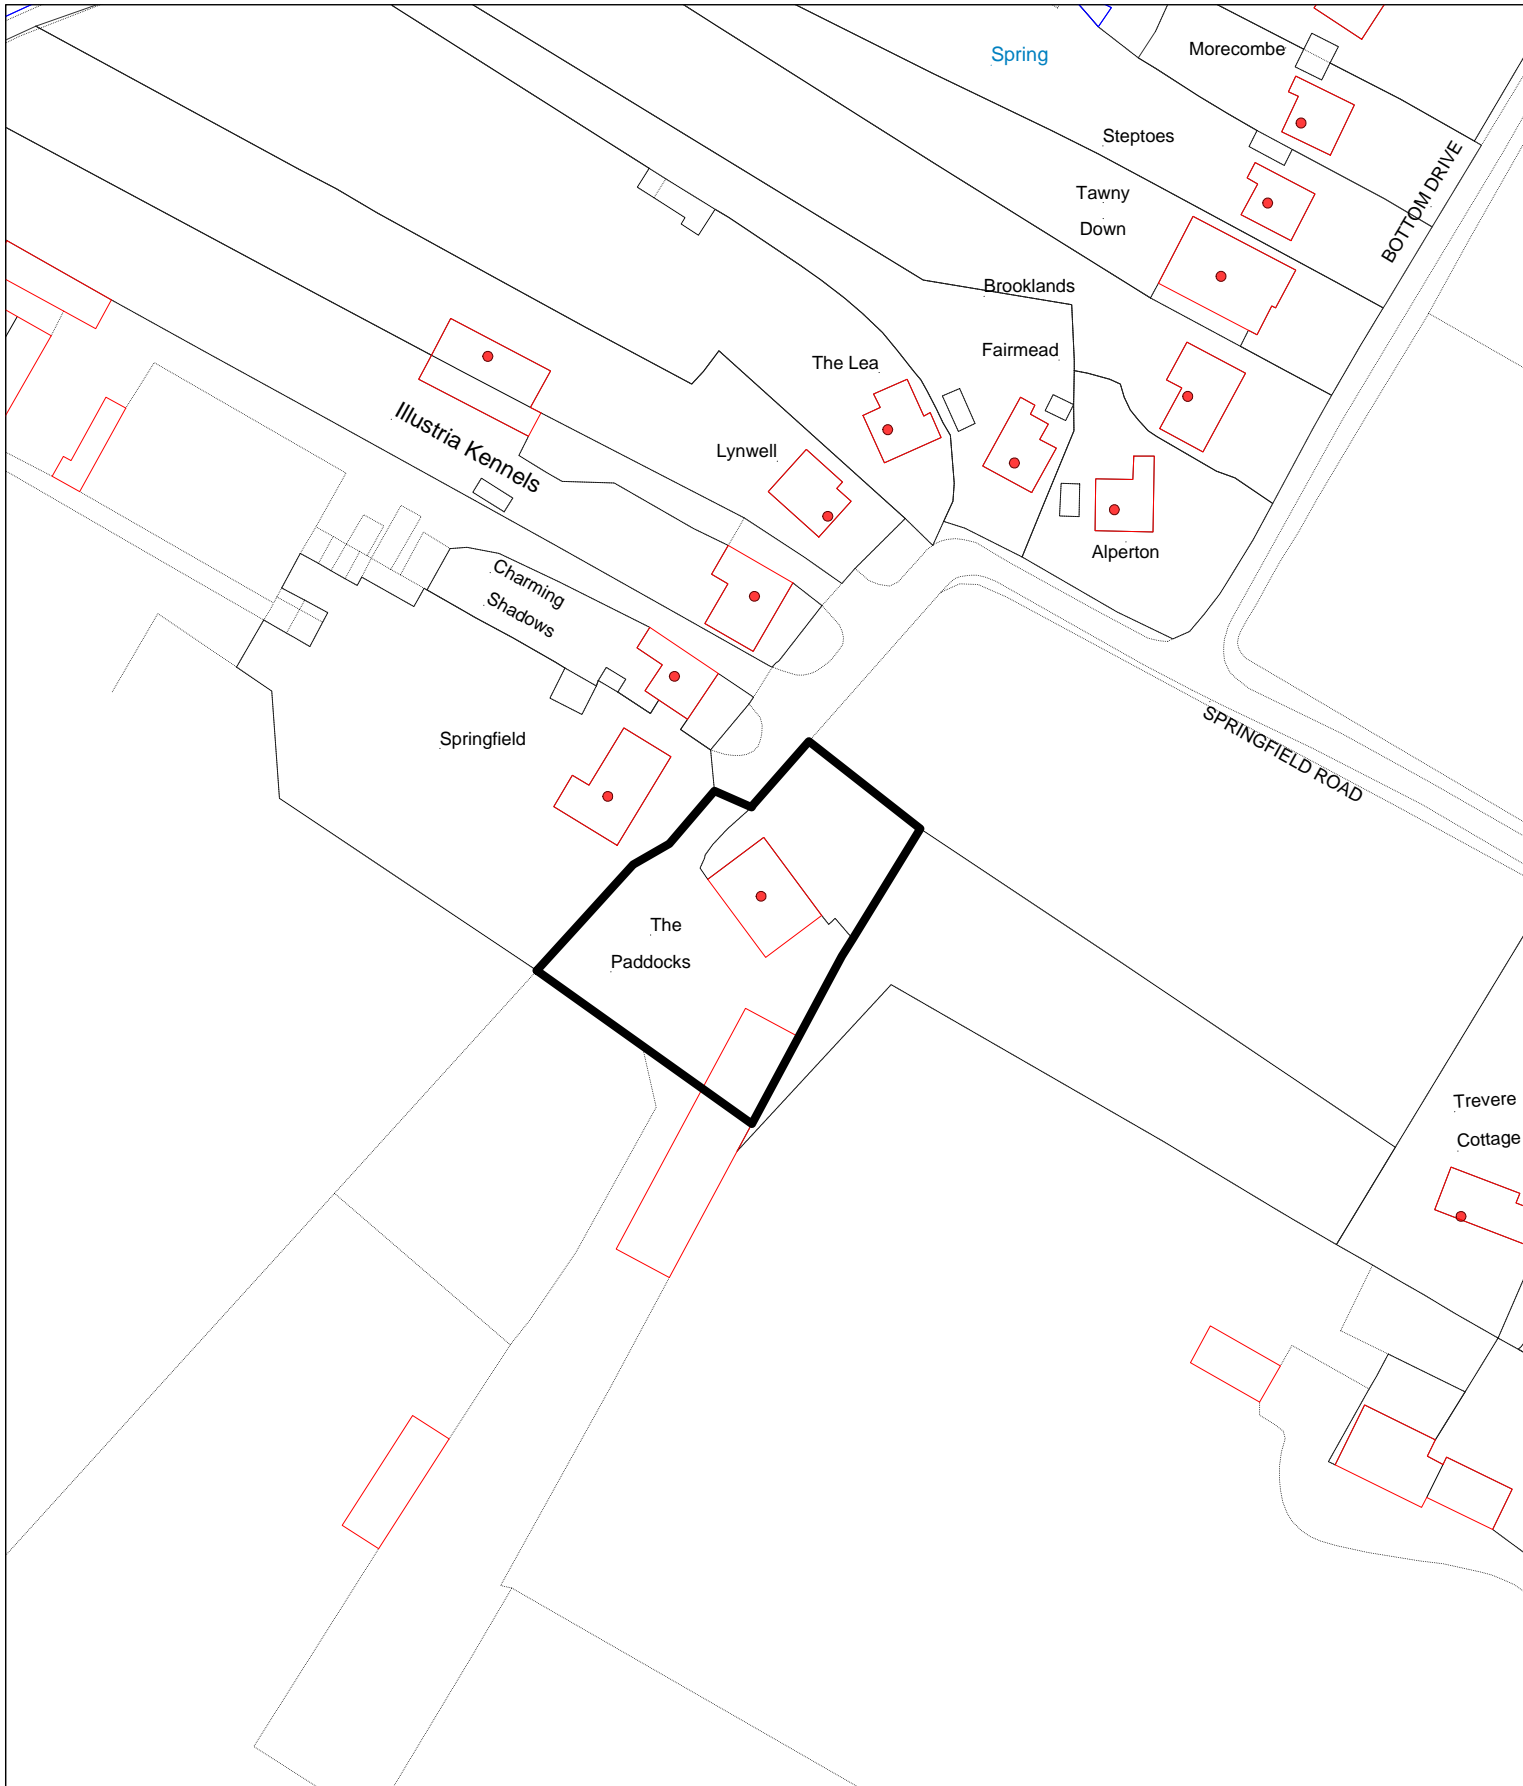 Morecombe
Spring
Steptoes
BOTTOM DRIVE
Tawny
Down
Brooklands
Fairmead
The Lea
Illustria Kennels
Lynwell
Alperton
Charming
Shadows
Springfield
SPRINGFIELD ROAD
The
Paddocks
Trevere
Cottage